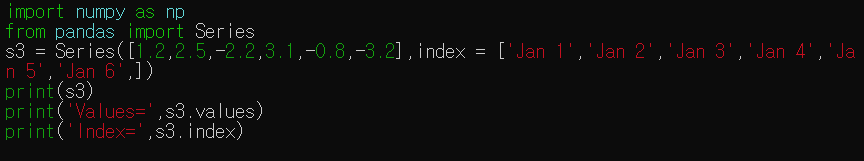 import numpy as np
from pandas import Series
s3 = Series([1.2,2.5,-2.2,3.1,-0.8,-3.2],index = ['Jan 1','Jan 2','Jan 3','Jan 4','Ja
n 5','Jan 6',])
print(s3)
print('Values=',s3.values)
print('Index=',s3.index)